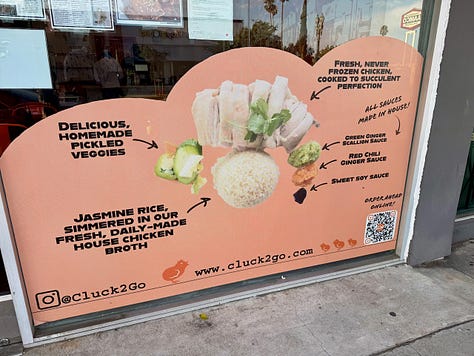 FRESH, NEVER
FROZEN CHICKEN,
COOKED TO SUCCULENT
PERFECTION
DELICIOUS,
HOMEMADE
PICKLED
VEGGIES
ALL SAUCES
MADE IN HOUSE!
GREEN GINGER
SCALLION SAUCE
RED CHILI
GINGER SAUCE
SWEET SOY SAUCE
JASMINE RICE,
SIMMERED IN OUR
FRESH, DAILY-MADE
HOUSE CHICKEN
BROTH
ORDER AHEAD
ONLINE!
www.cluck2go.com
@Cluck2Go